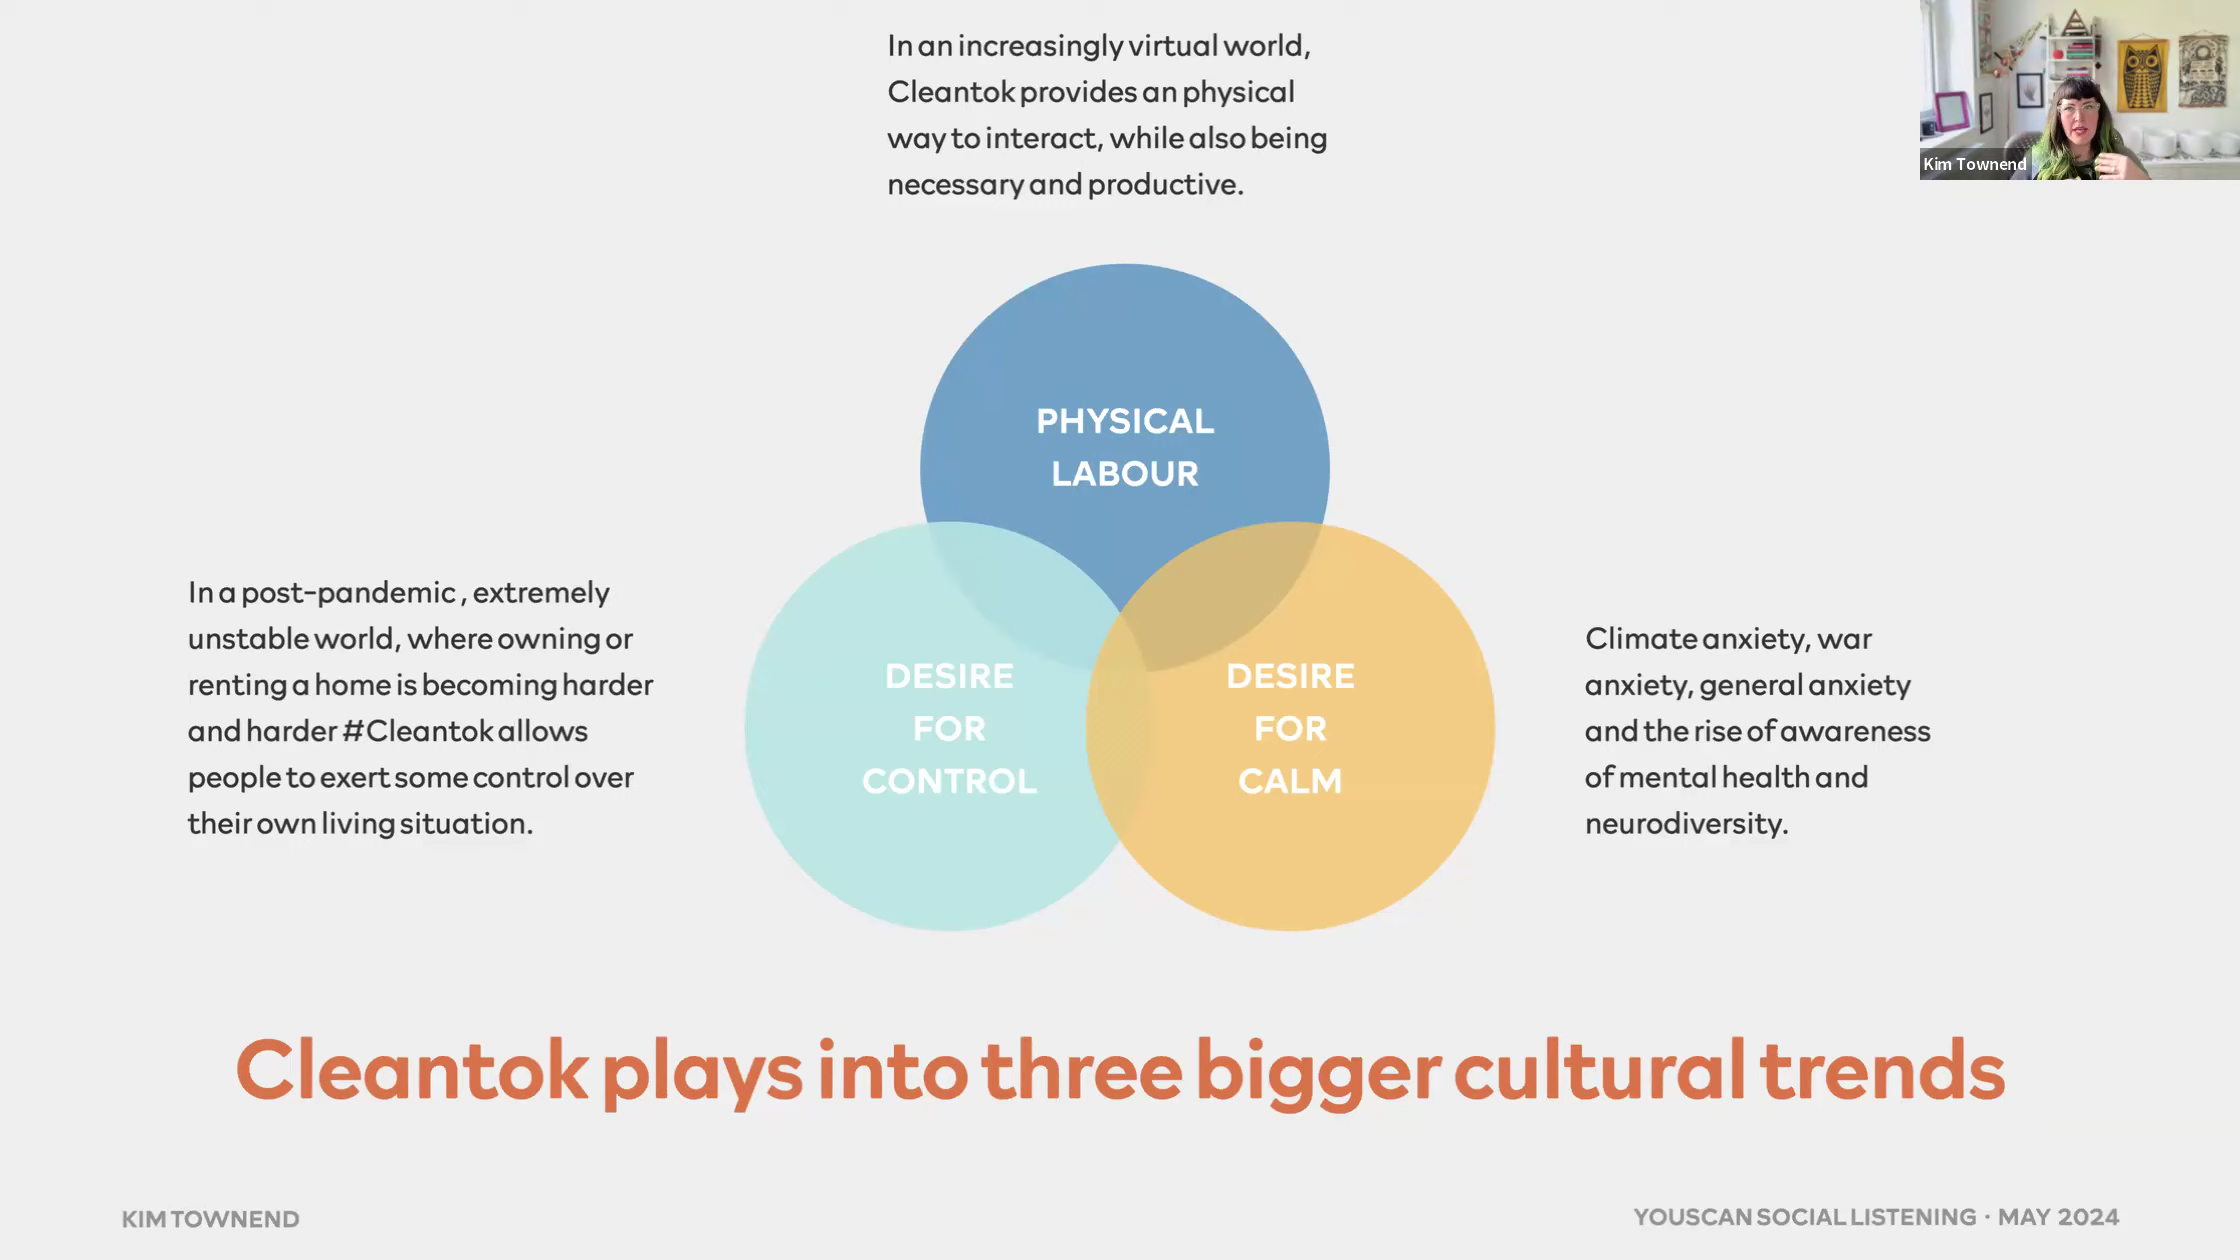 In an increasingly virtual world,
Cleantok provides an physical
way to interact, while also being
necessary and productive.
Kim Townend
PHYSICAL
LABOUR
In a post-pandemic , extremely
unstable world, where owning or
renting a home is becoming harder
and harder #Cleantok allows
people to exert some control over
their own living situation.
DESIRE
FOR
CONTROL
DESIRE
FOR
CALM
Climate anxiety, war
anxiety, general anxiety
and the rise of awareness
of mental health and
neurodiversity.
Cleantok plays into three bigger cultural trends
KIM TOWNEND
YOUSCAN SOCIAL LISTENING · MAY 2024